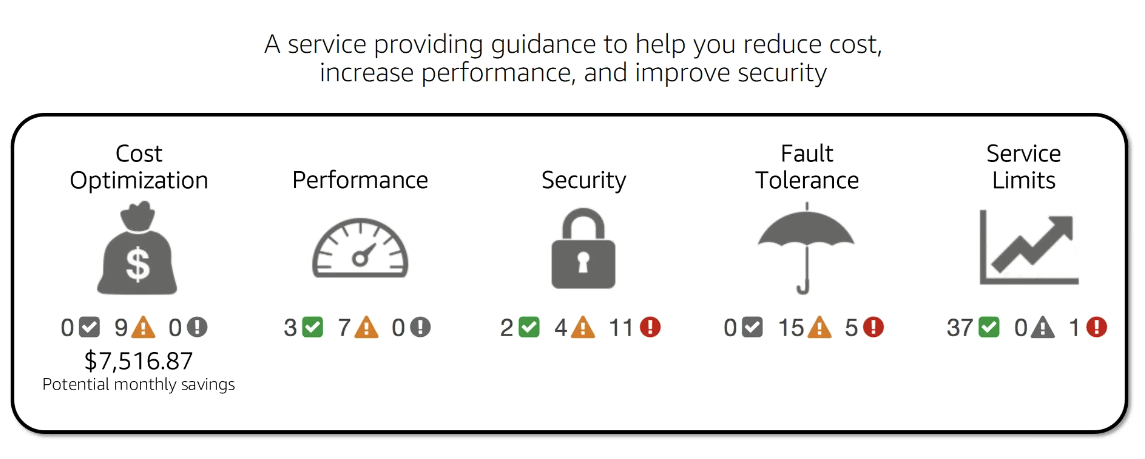 A service providing guidance to help you reduce cost,
increase performance, and improve security
Cost
Optimization
Performance
Security
Fault
Tolerance
Service
Limits
$
0 9 0
3 7 0
2 4 11
0 15 5
37 0 1
$7,516.87
Potential monthly savings